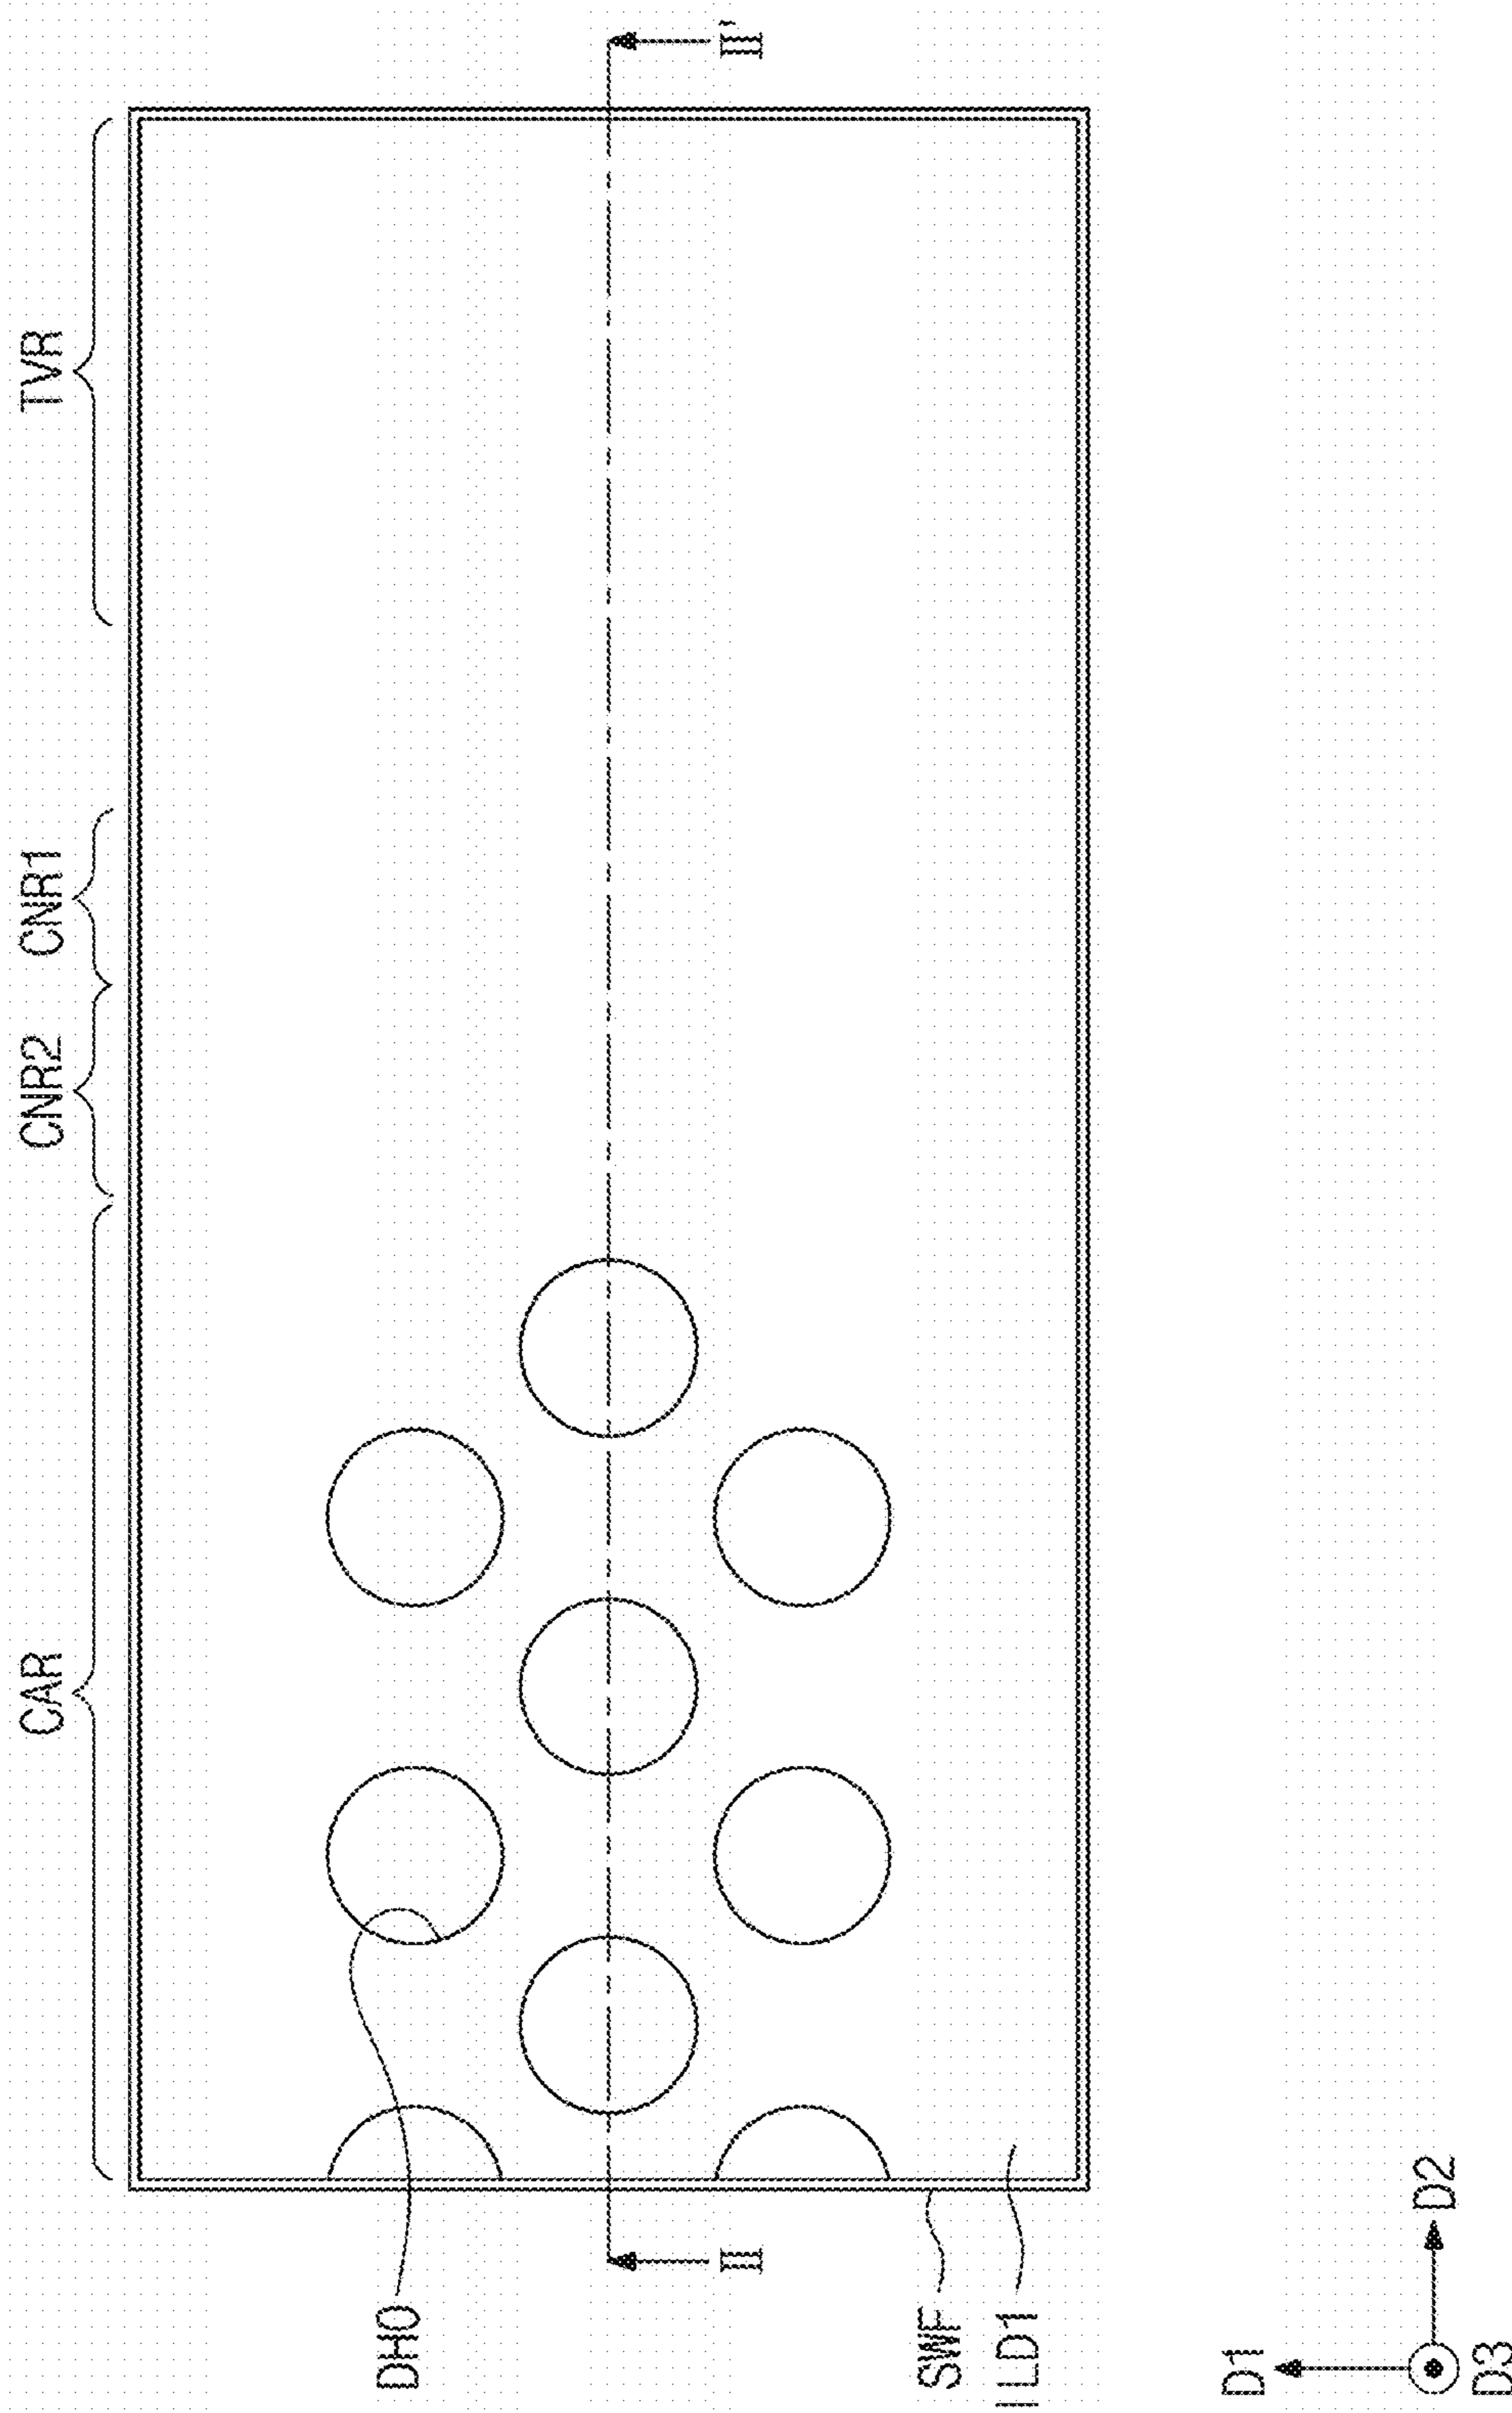 CAR
CNR2
CNR1
TVR
DHO
II
II'
SWF
ILD1
D1
D2
D3